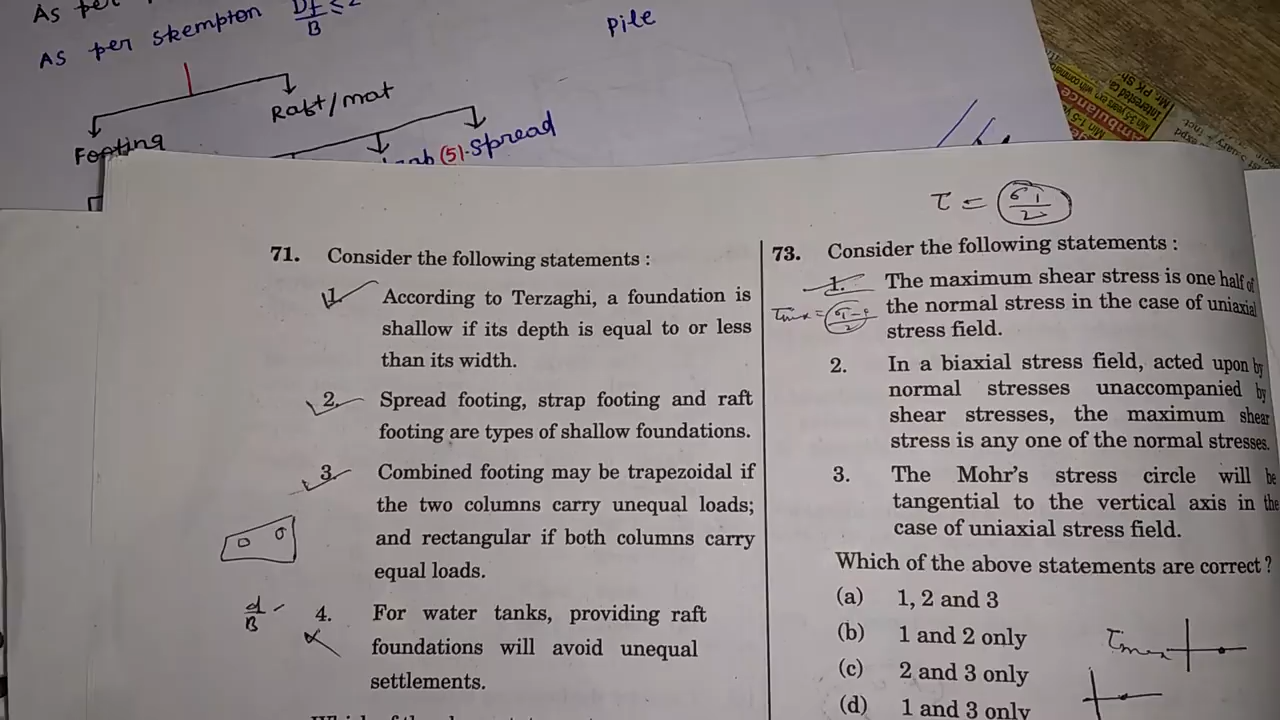 As per
As per skempton Df/B ≤ 2
pile
Raft/mat
Footing
(5). Spread
Ambulance
τ = σ1/2
71. Consider the following statements :
1. According to Terzaghi, a foundation is
shallow if its depth is equal to or less
than its width.
2. Spread footing, strap footing and raft
footing are types of shallow foundations.
3. Combined footing may be trapezoidal if
the two columns carry unequal loads;
and rectangular if both columns carry
equal loads.
d/B
4. For water tanks, providing raft
foundations will avoid unequal
settlements.
73. Consider the following statements :
1. The maximum shear stress is one half of
the normal stress in the case of uniaxial
stress field.
2. In a biaxial stress field, acted upon by
normal stresses unaccompanied by
shear stresses, the maximum shear
stress is any one of the normal stresses.
3. The Mohr's stress circle will be
tangential to the vertical axis in the
case of uniaxial stress field.
Which of the above statements are correct ?
(a) 1, 2 and 3
(b) 1 and 2 only
(c) 2 and 3 only
(d) 1 and 3 only
τmax